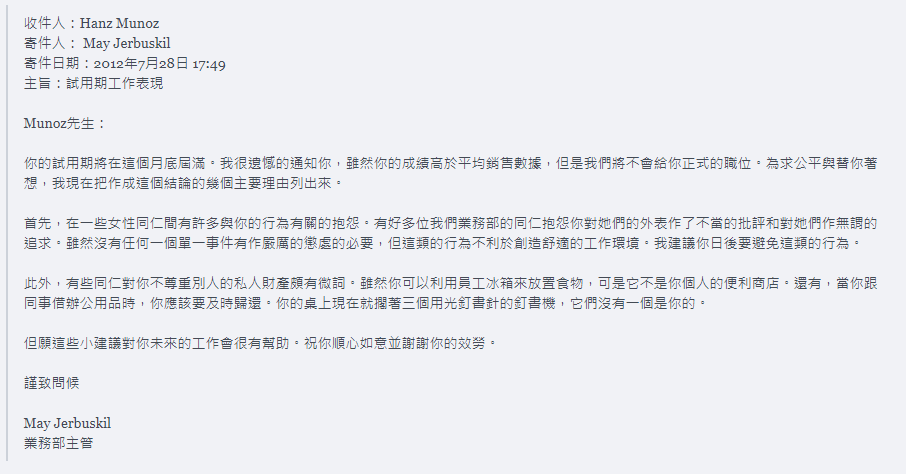 收件人：Hanz Munoz
寄件人： May Jerbuskil
寄件日期：2012年7月28日 17:49
主旨：試用期工作表現
Munoz先生：
你的試用期將在這個月底屆滿。我很遺憾的通知你，雖然你的成績高於平均銷售數據，但是我們將不會給你正式的職位。為求公平與替你著
想，我現在把作成這個結論的幾個主要理由列出來。
首先，在一些女性同仁間有許多與你的行為有關的抱怨。有好多位我們業務部的同仁抱怨你對她們的外表作了不當的批評和對她們作無謂的
追求。雖然沒有任何一個單一事件有作嚴厲的懲處的必要，但這類的行為不利於創造舒適的工作環境。我建議你日後要避免這類的行為。
此外，有些同仁對你不尊重別人的私人財產頗有微詞。雖然你可以利用員工冰箱來放置食物，可是它不是你個人的便利商店。還有，當你跟
同事借辦公用品時，你應該要及時歸還。你的桌上現在就擱著三個用光釘書針的釘書機，它們沒有一個是你的。
但願這些小建議對你未來的工作會很有幫助。祝你順心如意並謝謝你的效勞。
謹致問候
May Jerbuskil
業務部主管